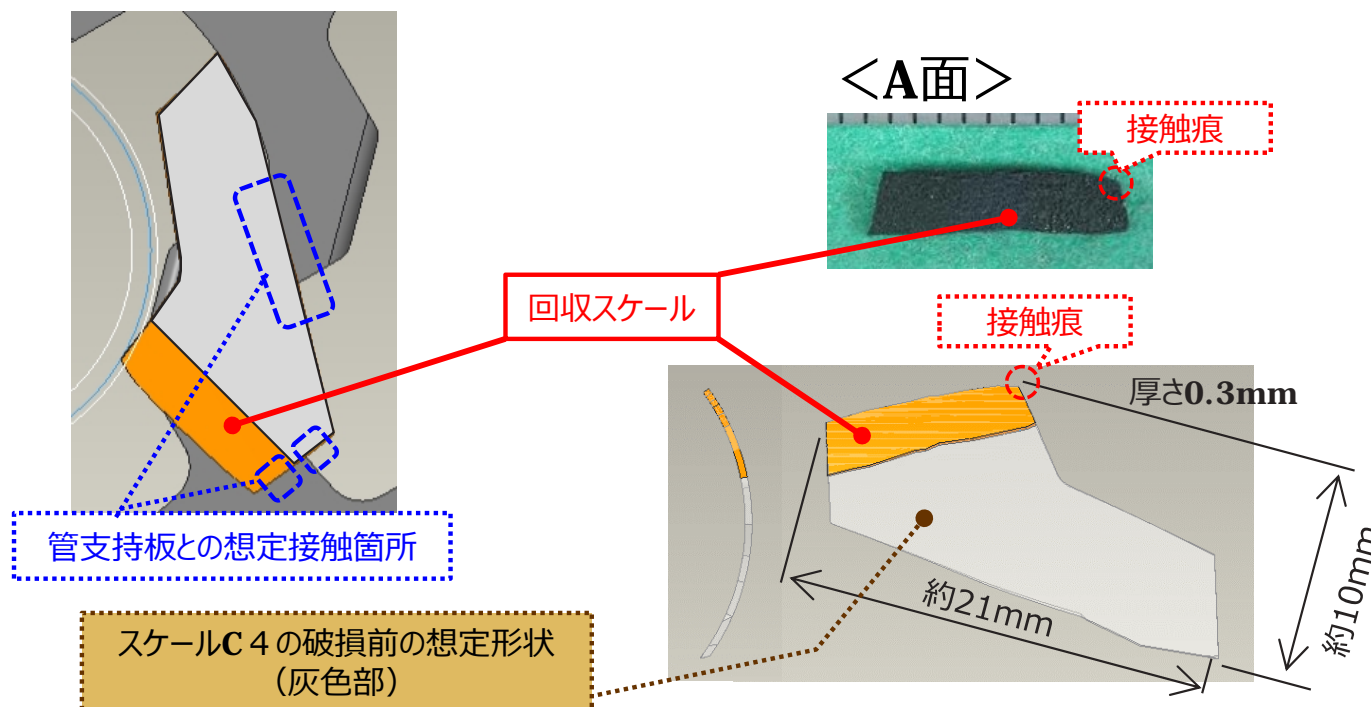 ＜A面＞
接触痕
回収スケール
接触痕
厚さ0.3mm
管支持板との想定接触箇所
約21mm
約10mm
スケールC４の破損前の想定形状
（灰色部）